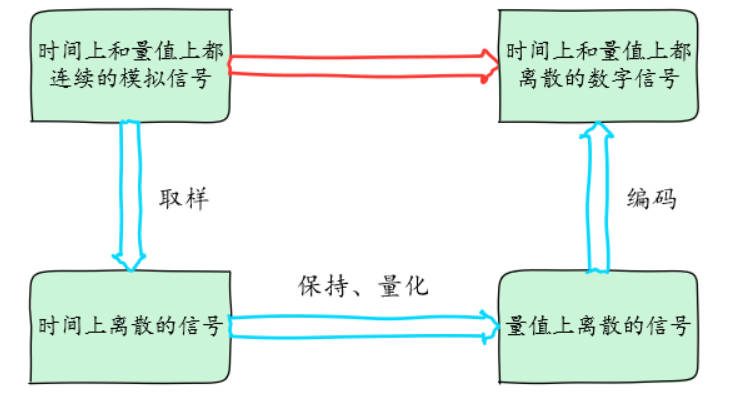 时间上和量值上都
连续的模拟信号
时间上和量值上都
离散的数字信号
取样
编码
保持、量化
时间上离散的信号
量值上离散的信号